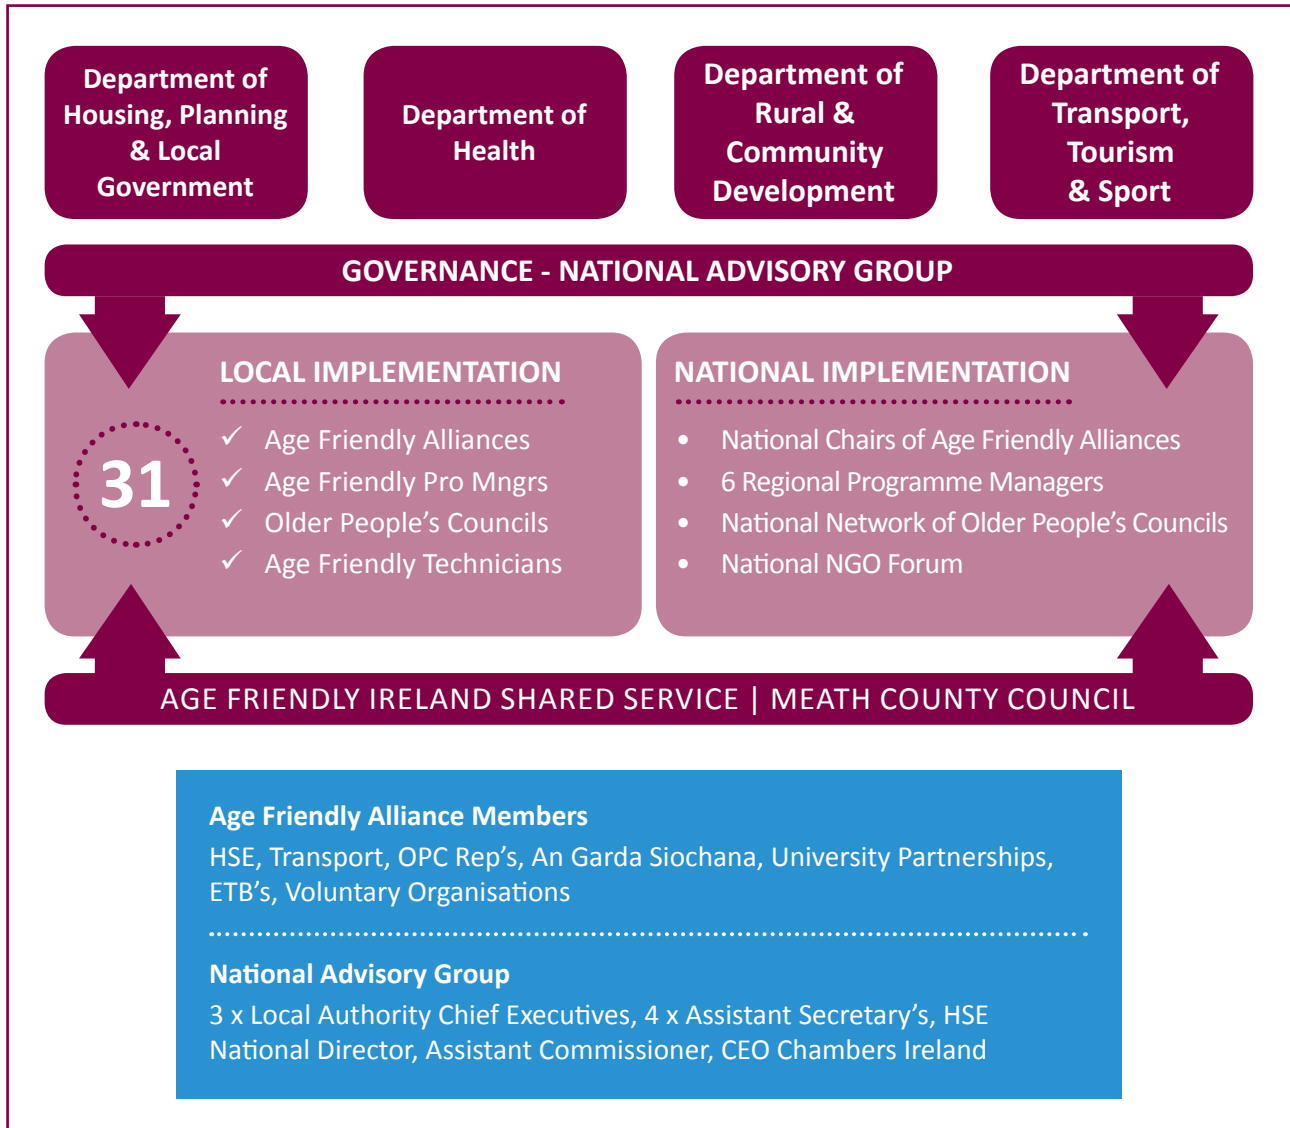 Department of
Housing, Planning
& Local
Government
Department of
Health
Department of
Rural &
Community
Development
Department of
Transport,
Tourism
& Sport
GOVERNANCE - NATIONAL ADVISORY GROUP
31
LOCAL IMPLEMENTATION
✓ Age Friendly Alliances
✓ Age Friendly Pro Mngrs
✓ Older People’s Councils
✓ Age Friendly Technicians
NATIONAL IMPLEMENTATION
• National Chairs of Age Friendly Alliances
• 6 Regional Programme Managers
• National Network of Older People’s Councils
• National NGO Forum
AGE FRIENDLY IRELAND SHARED SERVICE | MEATH COUNTY COUNCIL
Age Friendly Alliance Members
HSE, Transport, OPC Rep’s, An Garda Siochana, University Partnerships,
ETB’s, Voluntary Organisations
National Advisory Group
3 x Local Authority Chief Executives, 4 x Assistant Secretary’s, HSE
National Director, Assistant Commissioner, CEO Chambers Ireland